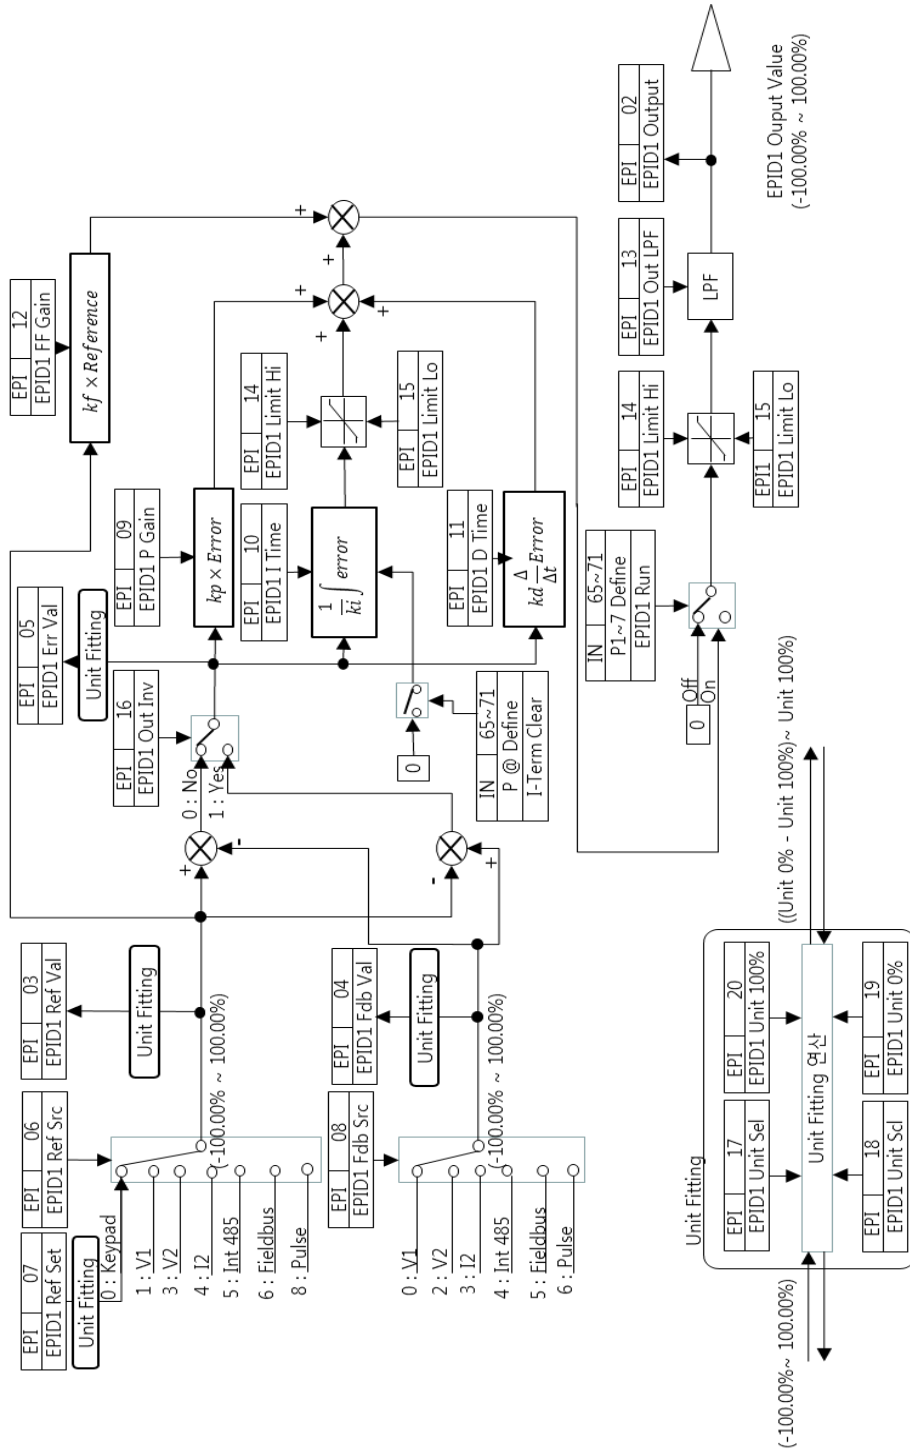 EPI 07
EPID1 Ref Set
Unit Fitting
EPI 06
EPID1 Ref Src
0 : Keypad
1 : V1
3 : V2
4 : I2
5 : Int 485
6 : Fieldbus
8 : Pulse
(-100.00% ~ 100.00%)
EPI 03
EPID1 Ref Val
Unit Fitting
EPI 08
EPID1 Fdb Src
0 : V1
2 : V2
3 : I2
4 : Int 485
5 : Fieldbus
6 : Pulse
(-100.00% ~ 100.00%)
EPI 04
EPID1 Fdb Val
Unit Fitting
+
-
-
+
0 : No
1 : Yes
EPI 16
EPID1 Out Inv
EPI 05
EPID1 Err Val
Unit Fitting
EPI 12
EPID1 FF Gain
kf × Reference
EPI 09
EPID1 P Gain
kp × Error
EPI 10
EPID1 I Time
1/ki ∫ error
0
IN 65~71
P @ Define
I-Term Clear
EPI 14
EPID1 Limit Hi
EPI 15
EPID1 Limit Lo
EPI 11
EPID1 D Time
kd Δ/Δt Error
+
+
+
+
+
0
Off
On
IN 65~71
P1~7 Define
EPID1 Run
EPI 14
EPID1 Limit Hi
EPI1 15
EPID1 Limit Lo
EPI 13
EPID1 Out LPF
LPF
EPI 02
EPID1 Output
EPID1 Ouput Value
(-100.00% ~ 100.00%)
Unit Fitting
(-100.00%~ 100.00%)
EPI 17
EPID1 Unit Sel
EPI 20
EPID1 Unit 100%
Unit Fitting 연산
EPI 18
EPID1 Unit Scl
EPI 19
EPID1 Unit 0%
((Unit 0% - Unit 100%)~ Unit 100%)